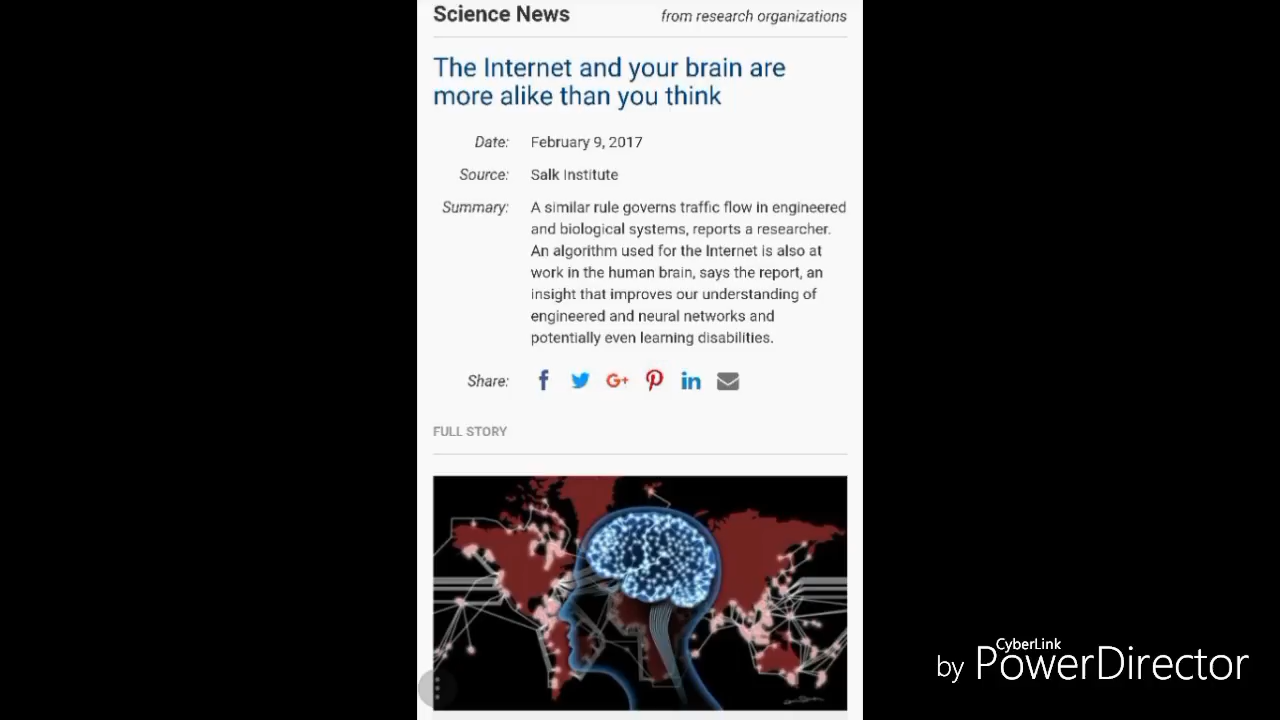 Science News
from research organizations
The Internet and your brain are
more alike than you think
Date: February 9, 2017
Source: Salk Institute
Summary: A similar rule governs traffic flow in engineered
and biological systems, reports a researcher.
An algorithm used for the Internet is also at
work in the human brain, says the report, an
insight that improves our understanding of
engineered and neural networks and
potentially even learning disabilities.
Share: f G+ in
FULL STORY
CyberLink
by PowerDirector